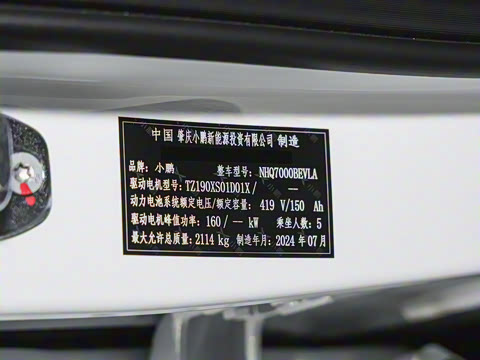 中国 肇庆小鹏新能源投资有限公司 制造
品牌: 小鹏 整车型号: NHQ7000BEVLA
驱动电机型号: TZ190XS01D01X / —
动力电池系统额定电压/额定容量: 419 V/150 Ah
驱动电机峰值功率: 160 / -- kW 乘坐人数: 5
最大允许总质量: 2114 kg 制造年月: 2024 年 07 月